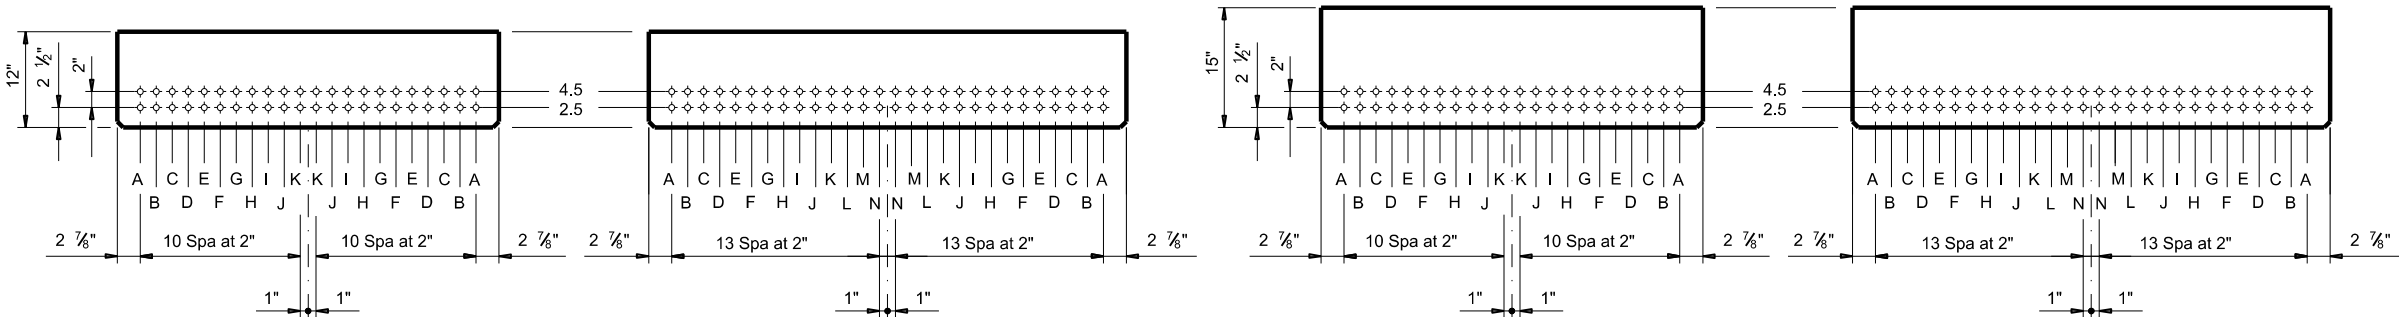 12" 2 ½" 2" 4.5 15" 2 ½" 2" 4.5
2.5 2.5
A C E G I K K I G E C A A C E G I K M M K I G E C A A C E G I K K I G E C A A C E G I K M M K I G E C A
B D F H J J H F D B B D F H J L N N L J H F D B B D F H J J H F D B B D F H J L N N L J H F D B
2 ⅞" 10 Spa at 2" 10 Spa at 2" 2 ⅞" 2 ⅞" 13 Spa at 2" 13 Spa at 2" 2 ⅞" 2 ⅞" 10 Spa at 2" 10 Spa at 2" 2 ⅞" 2 ⅞" 13 Spa at 2" 13 Spa at 2" 2 ⅞"
1" 1" 1" 1" 1" 1" 1" 1"